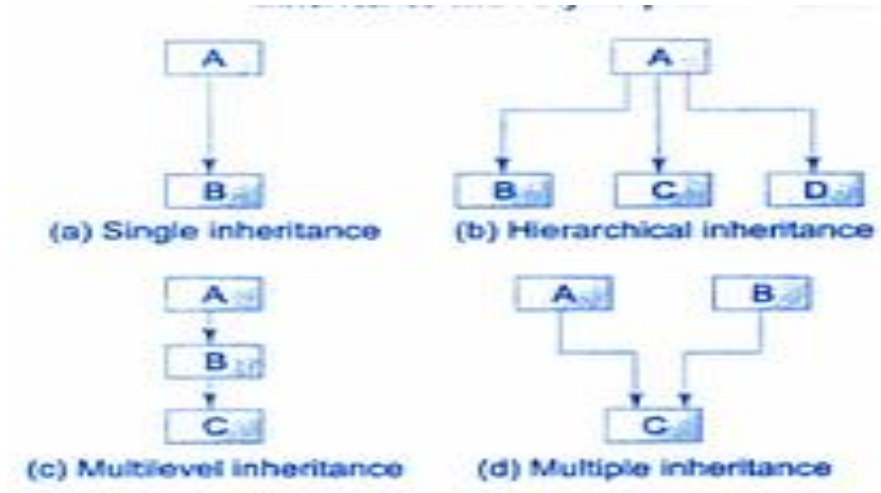 A
B
(a) Single inheritance
A
B C D
(b) Hierarchical inheritance
A
B
C
(c) Multilevel inheritance
A B
C
(d) Multiple inheritance